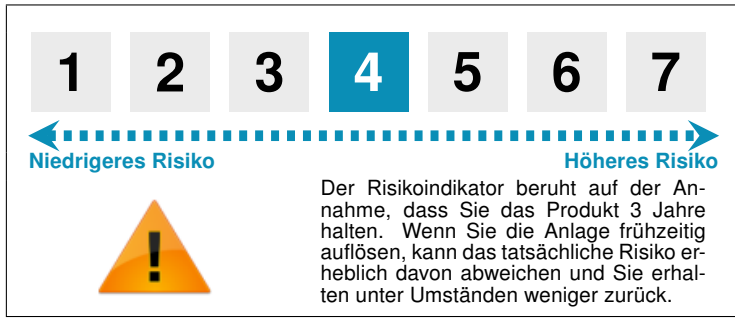 1 2 3 4 5 6 7
Niedrigeres Risiko Höheres Risiko
Der Risikoindikator beruht auf der An-
nahme, dass Sie das Produkt 3 Jahre
halten. Wenn Sie die Anlage frühzeitig
auflösen, kann das tatsächliche Risiko er-
heblich davon abweichen und Sie erhal-
ten unter Umständen weniger zurück.